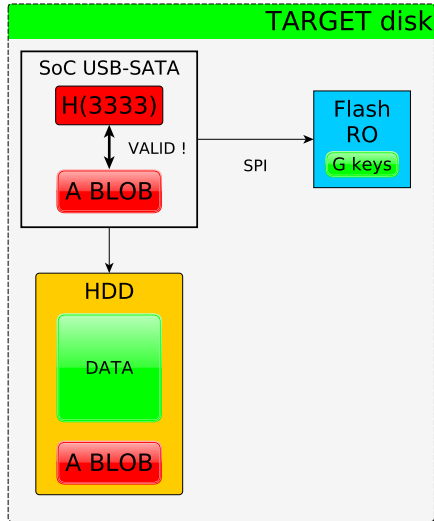 TARGET disk
SoC USB-SATA
H(3333)
VALID !
A BLOB
SPI
Flash
RO
G keys
HDD
DATA
A BLOB